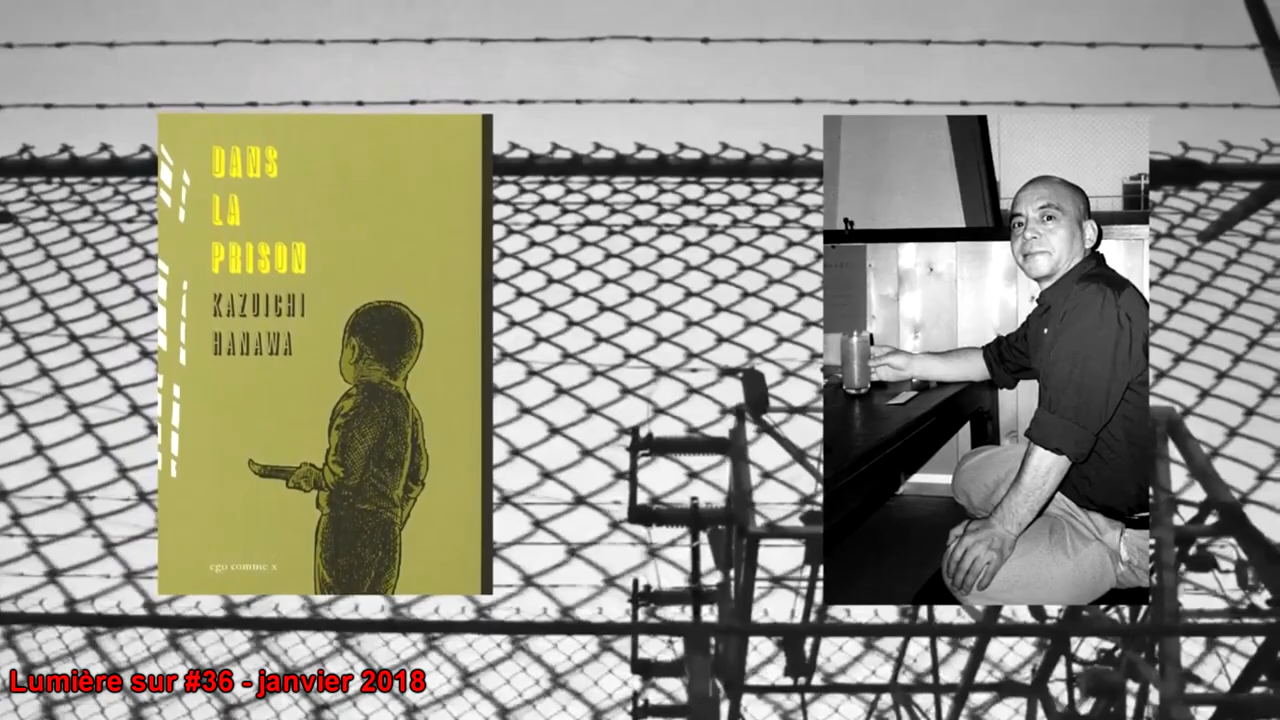 DANS
LA
PRISON
KAZUICHI
HANAWA
ego comme x
Lumière sur #36 - janvier 2018